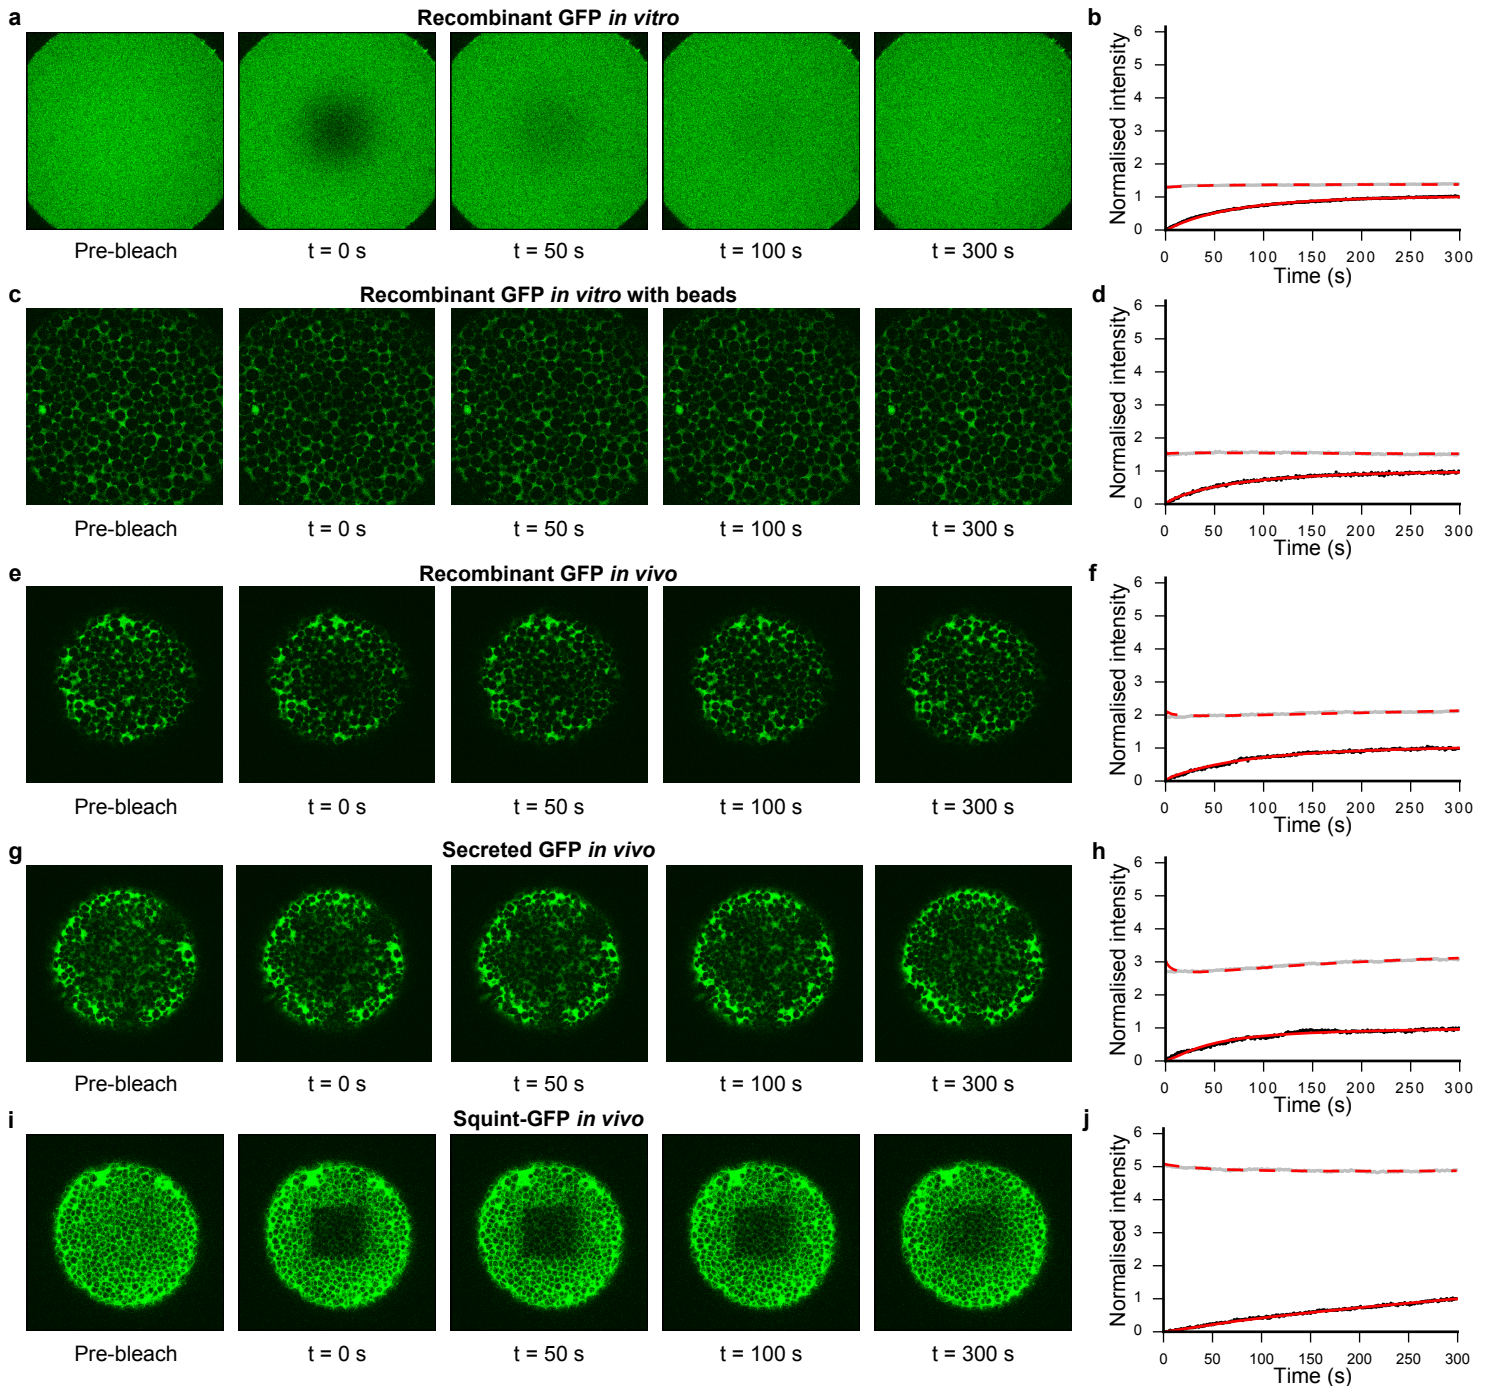 a
Recombinant GFP in vitro
Pre-bleach
t = 0 s
t = 50 s
t = 100 s
t = 300 s
b
Normalised intensity
6
5
4
3
2
1
0
0 50 100 150 200 250 300
Time (s)
c
Recombinant GFP in vitro with beads
Pre-bleach
t = 0 s
t = 50 s
t = 100 s
t = 300 s
d
Normalised intensity
6
5
4
3
2
1
0
0 50 100 150 200 250 300
Time (s)
e
Recombinant GFP in vivo
Pre-bleach
t = 0 s
t = 50 s
t = 100 s
t = 300 s
f
Normalised intensity
6
5
4
3
2
1
0
0 50 100 150 200 250 300
Time (s)
g
Secreted GFP in vivo
Pre-bleach
t = 0 s
t = 50 s
t = 100 s
t = 300 s
h
Normalised intensity
6
5
4
3
2
1
0
0 50 100 150 200 250 300
Time (s)
i
Squint-GFP in vivo
Pre-bleach
t = 0 s
t = 50 s
t = 100 s
t = 300 s
j
Normalised intensity
6
5
4
3
2
1
0
0 50 100 150 200 250 300
Time (s)